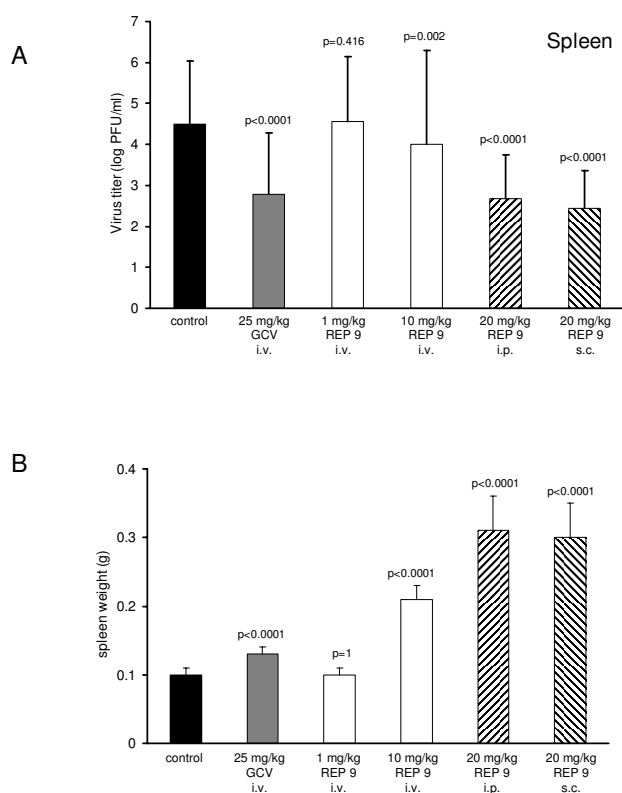 A
Spleen
Virus titer (log PFU/ml)
7
6
5
4
3
2
1
0
p<0.0001
p=0.416
p=0.002
p<0.0001
p<0.0001
control
25 mg/kg
GCV
i.v.
1 mg/kg
REP 9
i.v.
10 mg/kg
REP 9
i.v.
20 mg/kg
REP 9
i.p.
20 mg/kg
REP 9
s.c.
B
spleen weight (g)
0.4
0.3
0.2
0.1
0
p<0.0001
p=1
p<0.0001
p<0.0001
p<0.0001
control
25 mg/kg
GCV
i.v.
1 mg/kg
REP 9
i.v.
10 mg/kg
REP 9
i.v.
20 mg/kg
REP 9
i.p.
20 mg/kg
REP 9
s.c.